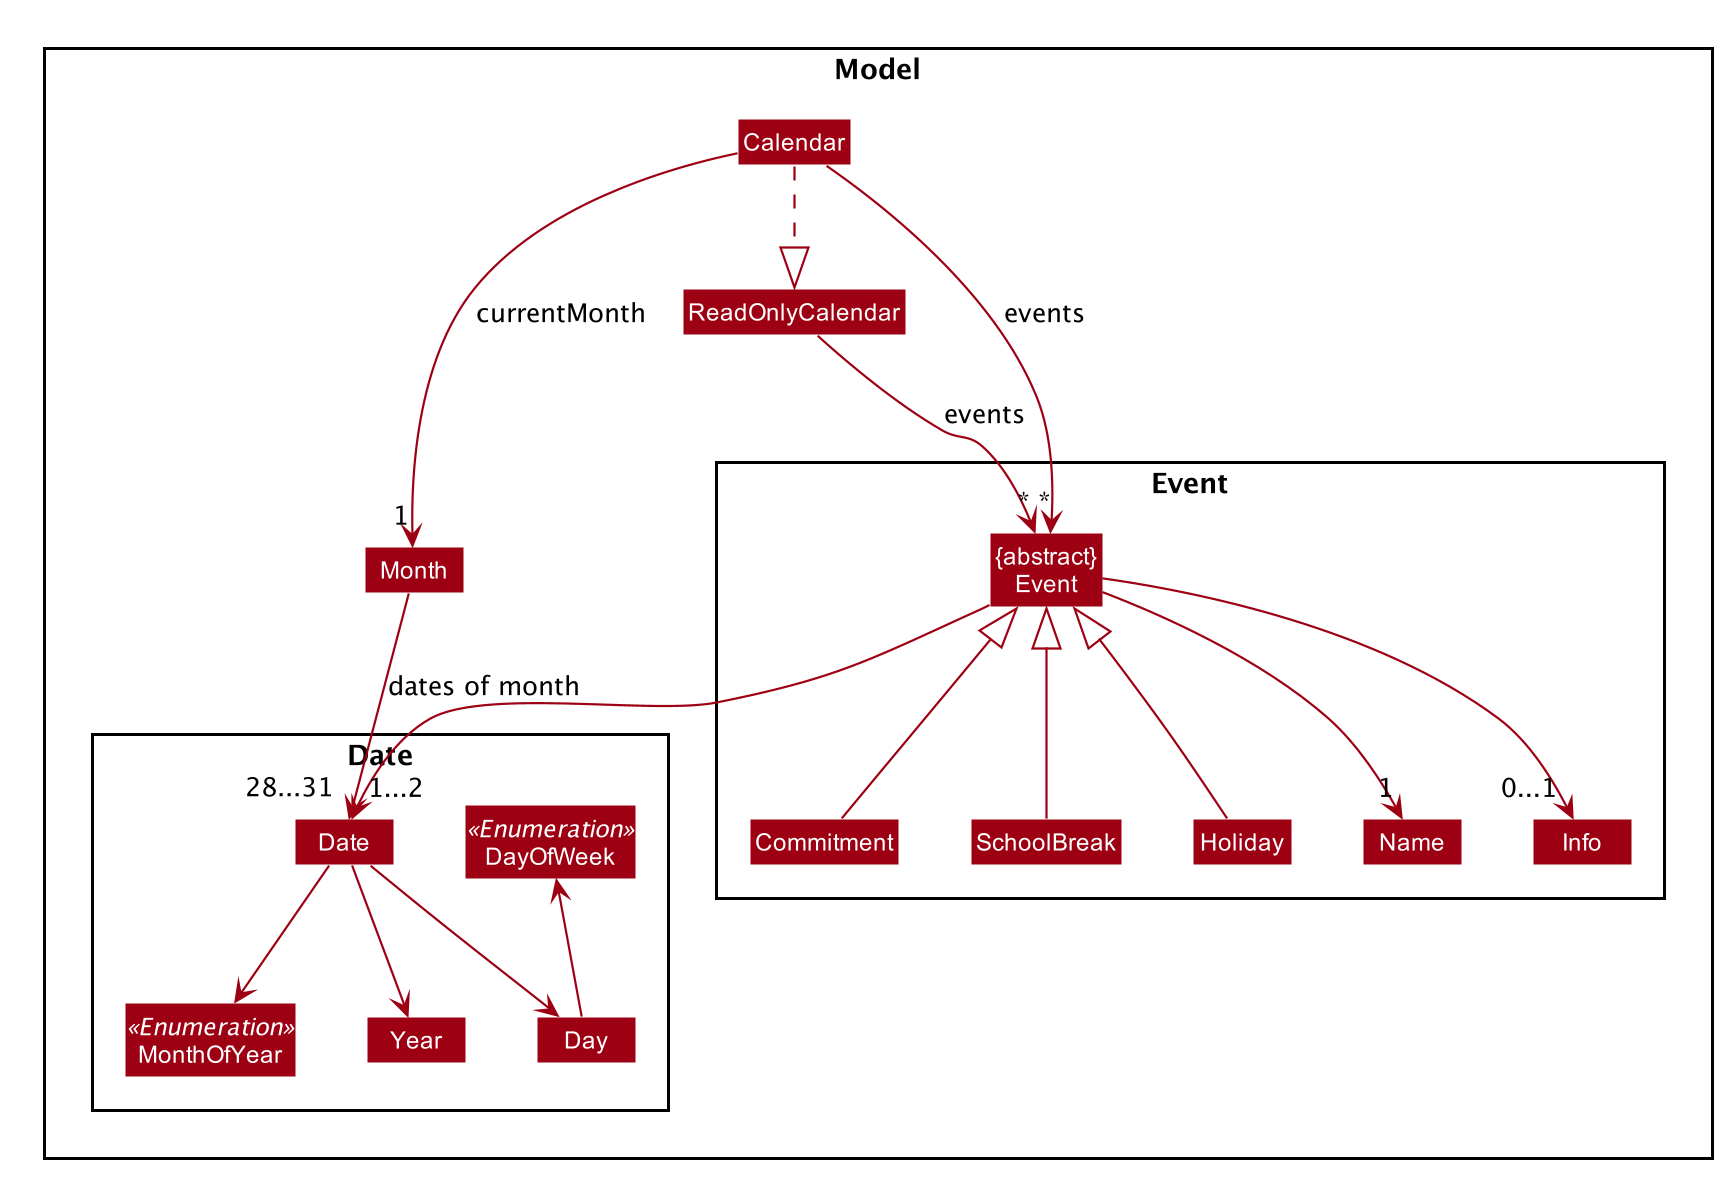 Model
Calendar
currentMonth
ReadOnlyCalendar
events
events
Event
* *
1
{abstract}
Event
Month
dates of month
Date
28...31
1...2
1
0...1
Date
«Enumeration»
DayOfWeek
Commitment
SchoolBreak
Holiday
Name
Info
«Enumeration»
MonthOfYear
Year
Day